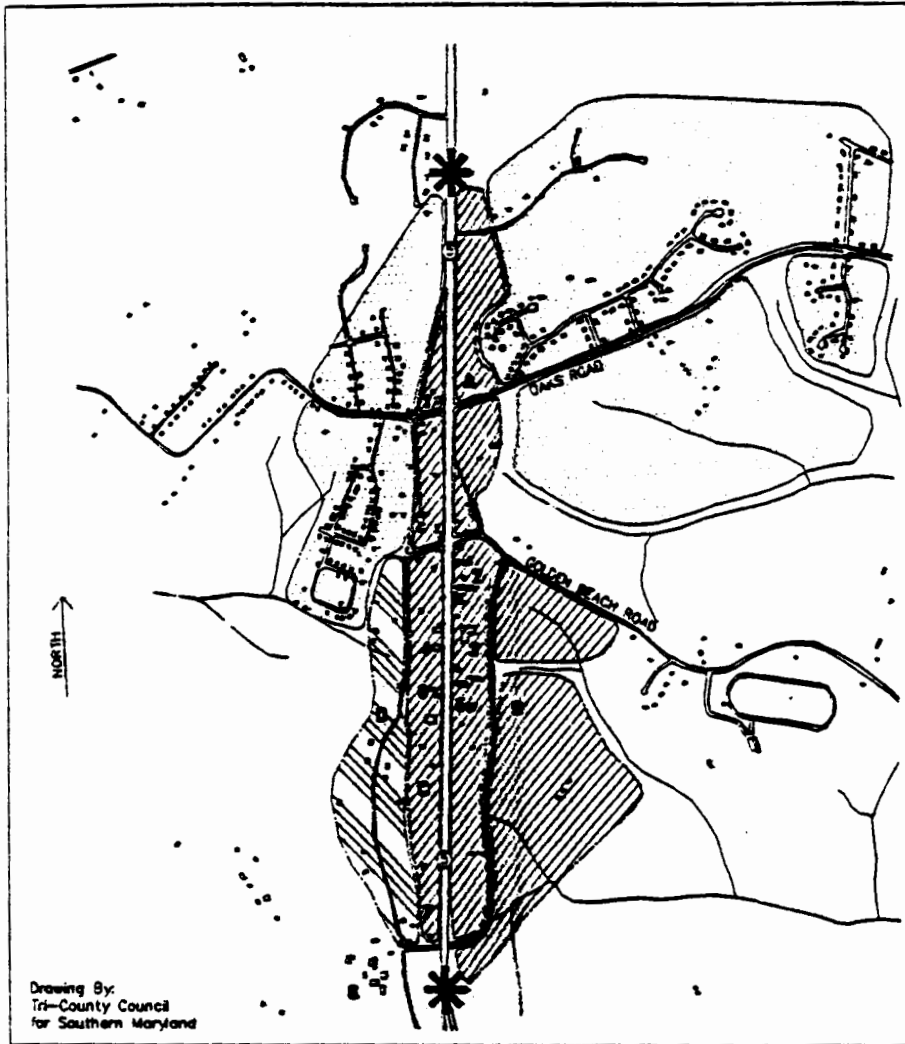 OAKS ROAD
GOLDEN BEACH ROAD
NORTH
Drawing By:
Tri-County Council
for Southern Maryland